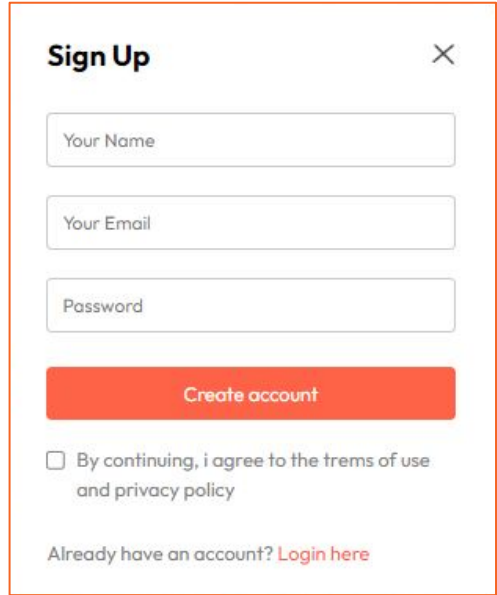 Sign Up
Your Name
Your Email
Password
Create account
By continuing, i agree to the trems of use
and privacy policy
Already have an account? Login here